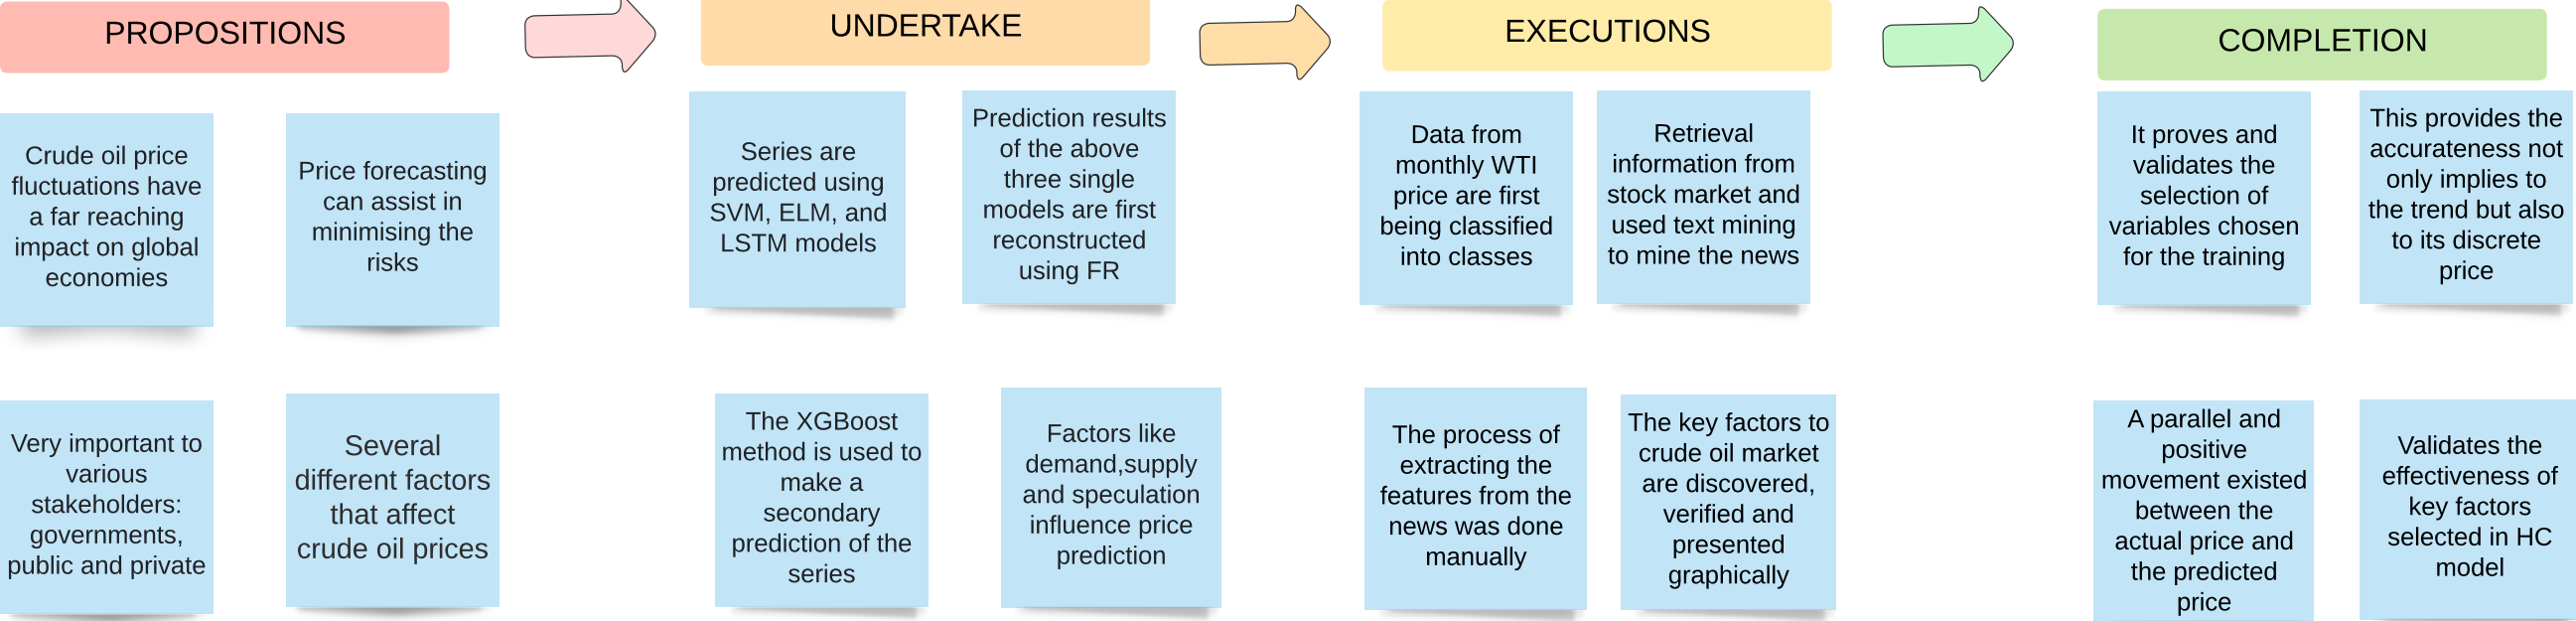 PROPOSITIONS
UNDERTAKE
EXECUTIONS
COMPLETION
Crude oil price
fluctuations have
a far reaching
impact on global
economies
Price forecasting
can assist in
minimising the
risks
Series are
predicted using
SVM, ELM, and
LSTM models
Prediction results
of the above
three single
models are first
reconstructed
using FR
Data from
monthly WTI
price are first
being classified
into classes
Retrieval
information from
stock market and
used text mining
to mine the news
It proves and
validates the
selection of
variables chosen
for the training
This provides the
accurateness not
only implies to
the trend but also
to its discrete
price
Very important to
various
stakeholders:
governments,
public and private
Several
different factors
that affect
crude oil prices
The XGBoost
method is used to
make a
secondary
prediction of the
series
Factors like
demand,supply
and speculation
influence price
prediction
The process of
extracting the
features from the
news was done
manually
The key factors to
crude oil market
are discovered,
verified and
presented
graphically
A parallel and
positive
movement existed
between the
actual price and
the predicted
price
Validates the
effectiveness of
key factors
selected in HC
model